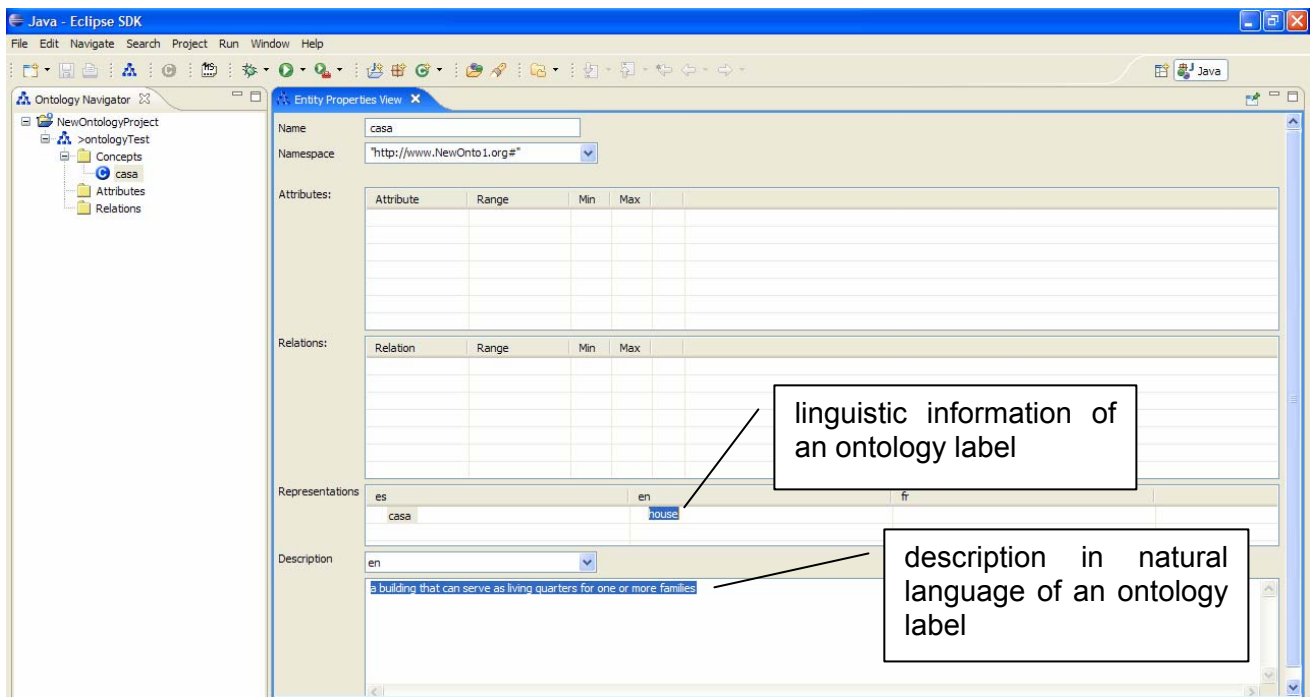 Java - Eclipse SDK
File Edit Navigate Search Project Run Window Help
Java
Ontology Navigator
Entity Properties View
NewOntologyProject
>ontologyTest
Concepts
casa
Attributes
Relations
Name casa
Namespace "http://www.NewOnto1.org#"
Attributes:
Attribute Range Min Max
Relations:
Relation Range Min Max
linguistic information of
an ontology label
Representations es en fr
casa house
Description en
a building that can serve as living quarters for one or more families
description in natural
language of an ontology
label